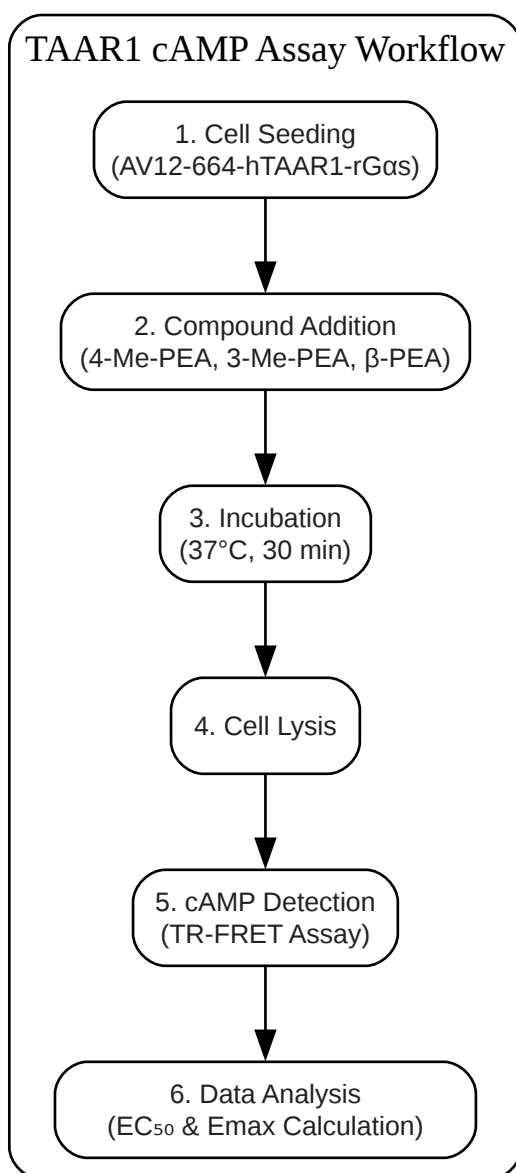 TAAR1 cAMP Assay Workflow
1. Cell Seeding
(AV12-664-hTAAR1-rGαs)
2. Compound Addition
(4-Me-PEA, 3-Me-PEA, β-PEA)
3. Incubation
(37°C, 30 min)
4. Cell Lysis
5. cAMP Detection
(TR-FRET Assay)
6. Data Analysis
(EC₅₀ & Emax Calculation)